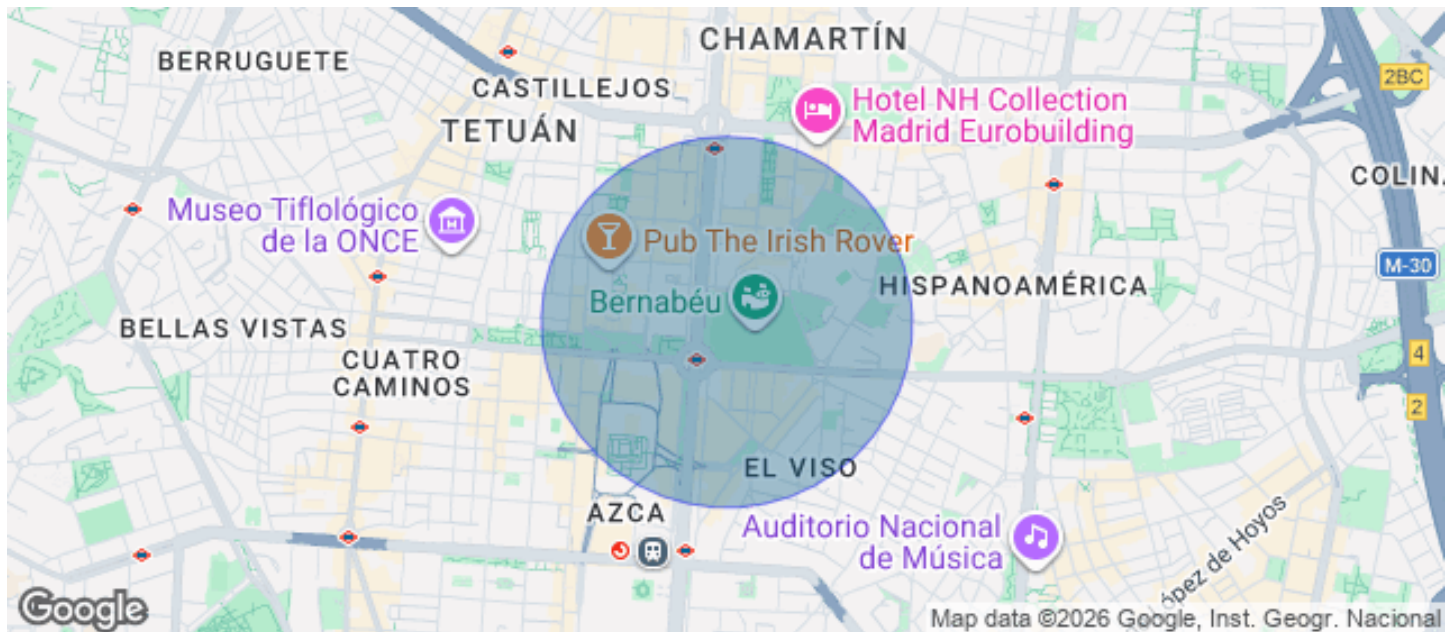 CHAMARTÍN
BERRUGUETE
CASTILLEJOS
2BC
Hotel NH Collection
Madrid Eurobuilding
TETUÁN
COLIN
Museo Tiflológico
de la ONCE
Pub The Irish Rover
M-30
HISPANOAMÉRICA
Bernabéu
BELLAS VISTAS
CUATRO
CAMINOS
4
2
EL VISO
AZCA
Auditorio Nacional
de Música
ópez de Hoyos
Google
Map data ©2026 Google, Inst. Geogr. Nacional